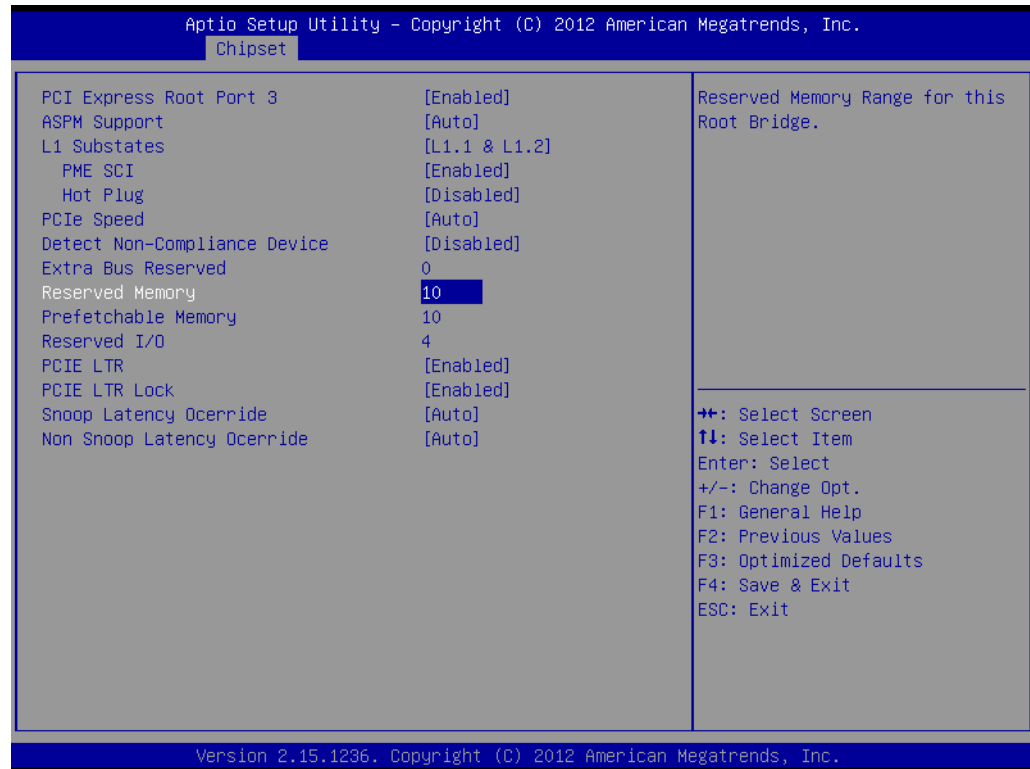 Aptio Setup Utility – Copyright (C) 2012 American Megatrends, Inc.
Chipset
PCI Express Root Port 3 [Enabled]
ASPM Support [Auto]
L1 Substates [L1.1 & L1.2]
PME SCI [Enabled]
Hot Plug [Disabled]
PCIe Speed [Auto]
Detect Non-Compliance Device [Disabled]
Extra Bus Reserved 0
Reserved Memory 10
Prefetchable Memory 10
Reserved I/O 4
PCIE LTR [Enabled]
PCIE LTR Lock [Enabled]
Snoop Latency Ocerride [Auto]
Non Snoop Latency Ocerride [Auto]
Reserved Memory Range for this
Root Bridge.
→←: Select Screen
↑↓: Select Item
Enter: Select
+/-: Change Opt.
F1: General Help
F2: Previous Values
F3: Optimized Defaults
F4: Save & Exit
ESC: Exit
Version 2.15.1236. Copyright (C) 2012 American Megatrends, Inc.